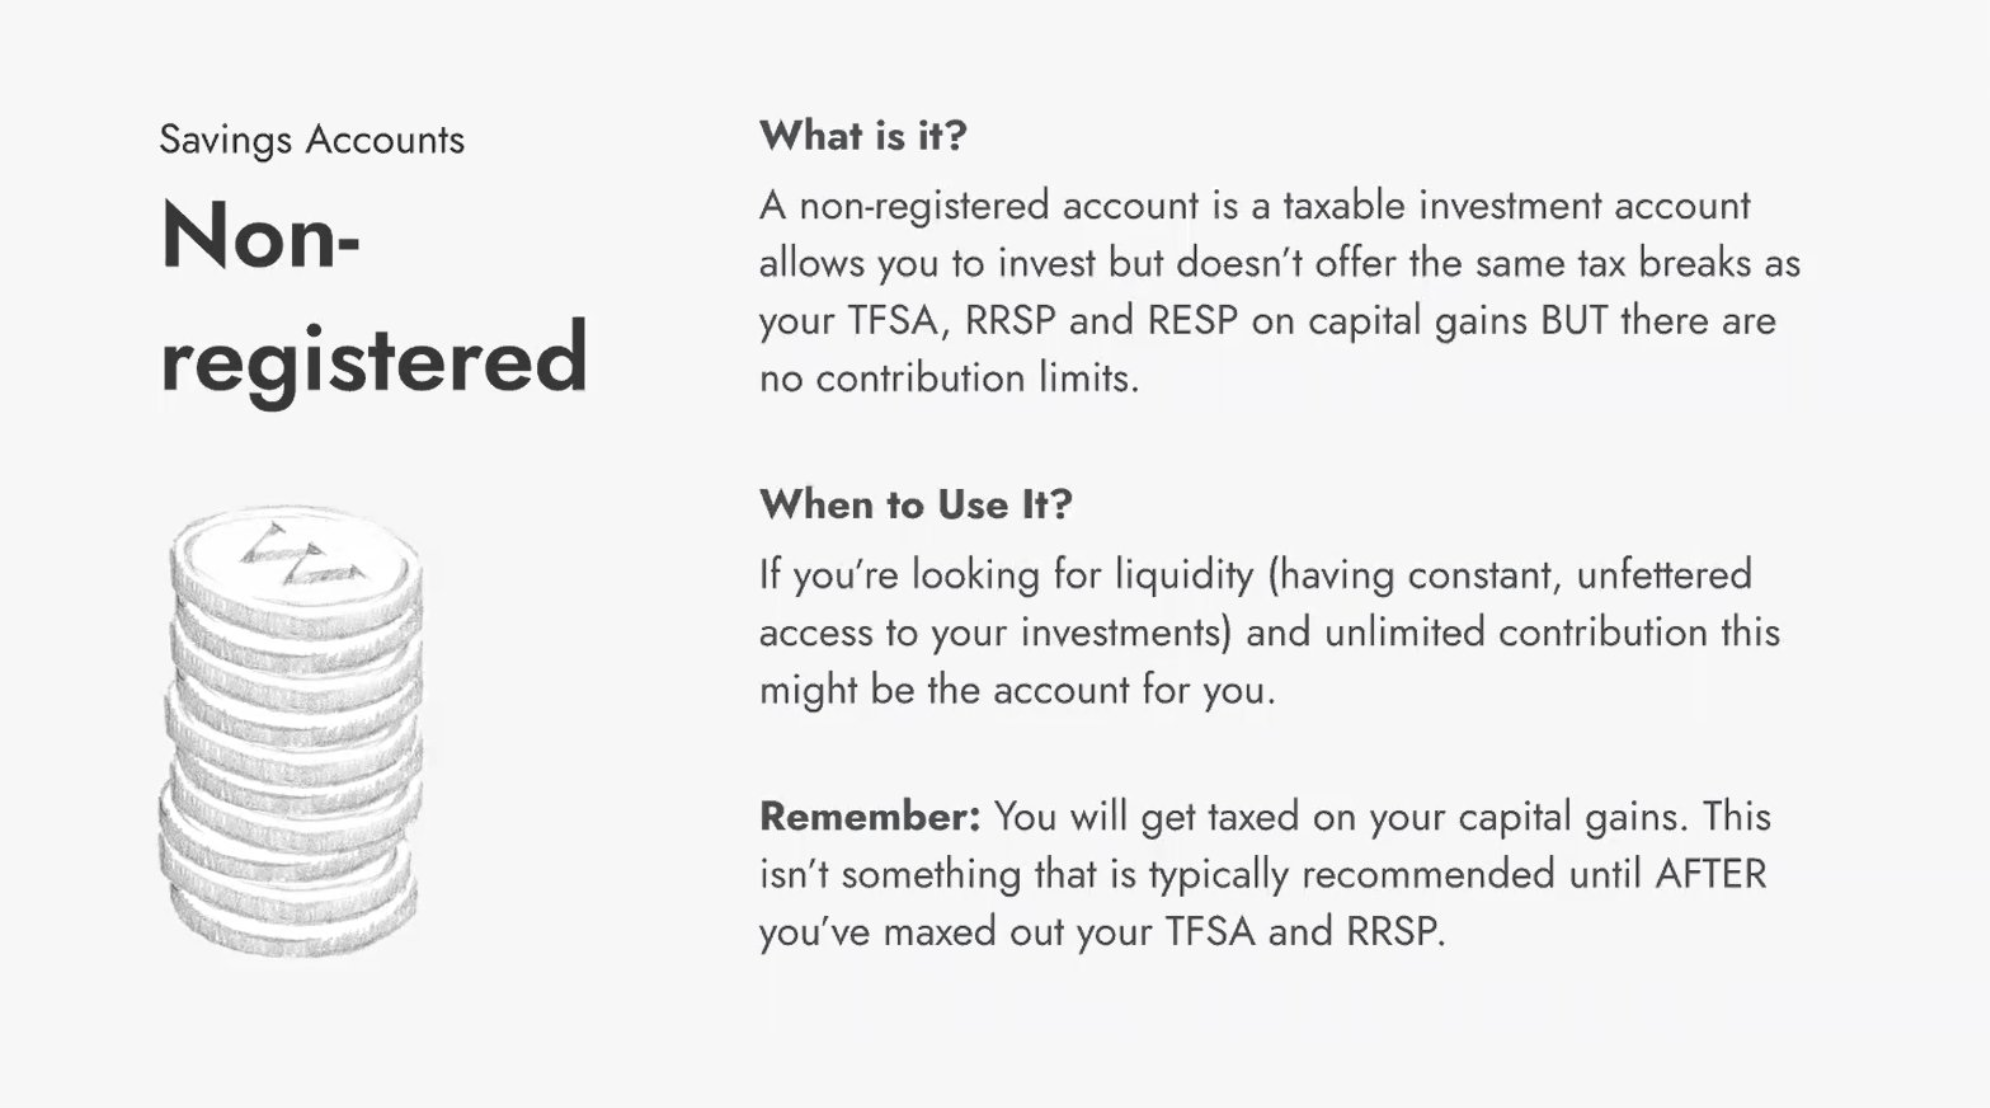 Savings Accounts
Non-
registered
What is it?
A non-registered account is a taxable investment account
allows you to invest but doesn't offer the same tax breaks as
your TFSA, RRSP and RESP on capital gains BUT there are
no contribution limits.
When to Use It?
If you're looking for liquidity (having constant, unfettered
access to your investments) and unlimited contribution this
might be the account for you.
Remember: You will get taxed on your capital gains. This
isn't something that is typically recommended until AFTER
you've maxed out your TFSA and RRSP.